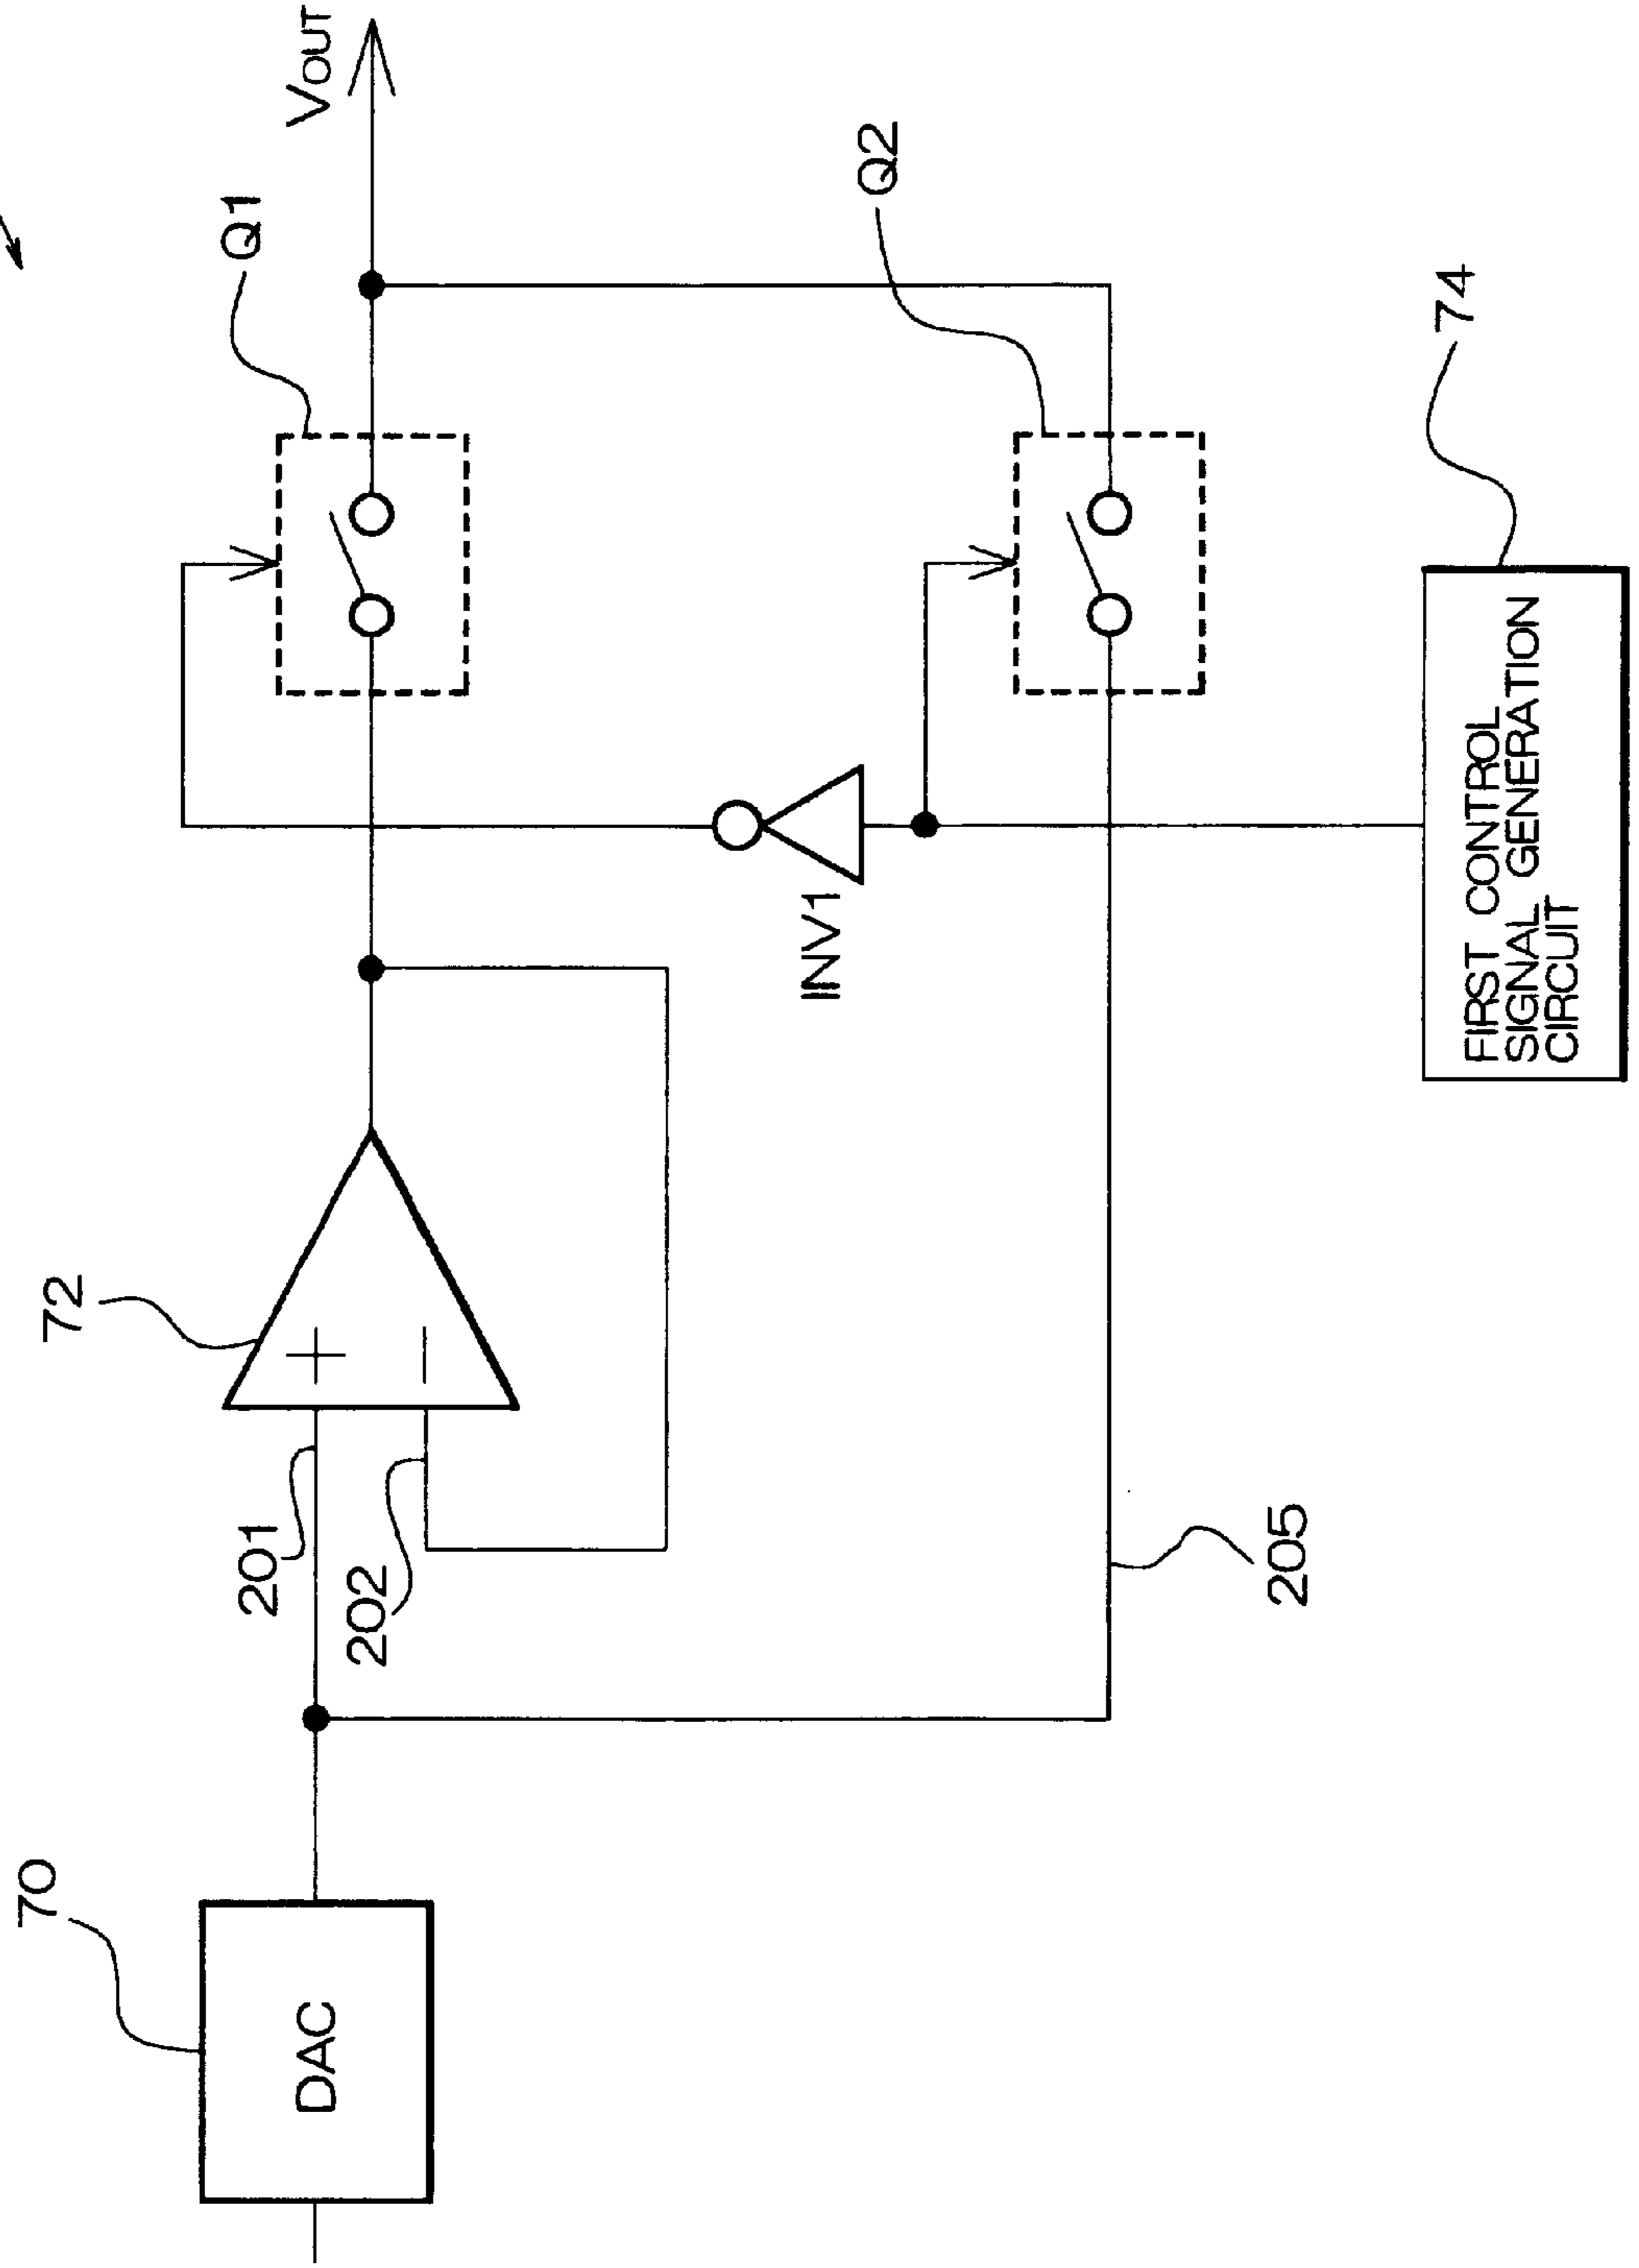 70
DAC
72
201
202
205
INV1
Q1
VOUT
Q2
74
FIRST CONTROL
SIGNAL GENERATION
CIRCUIT